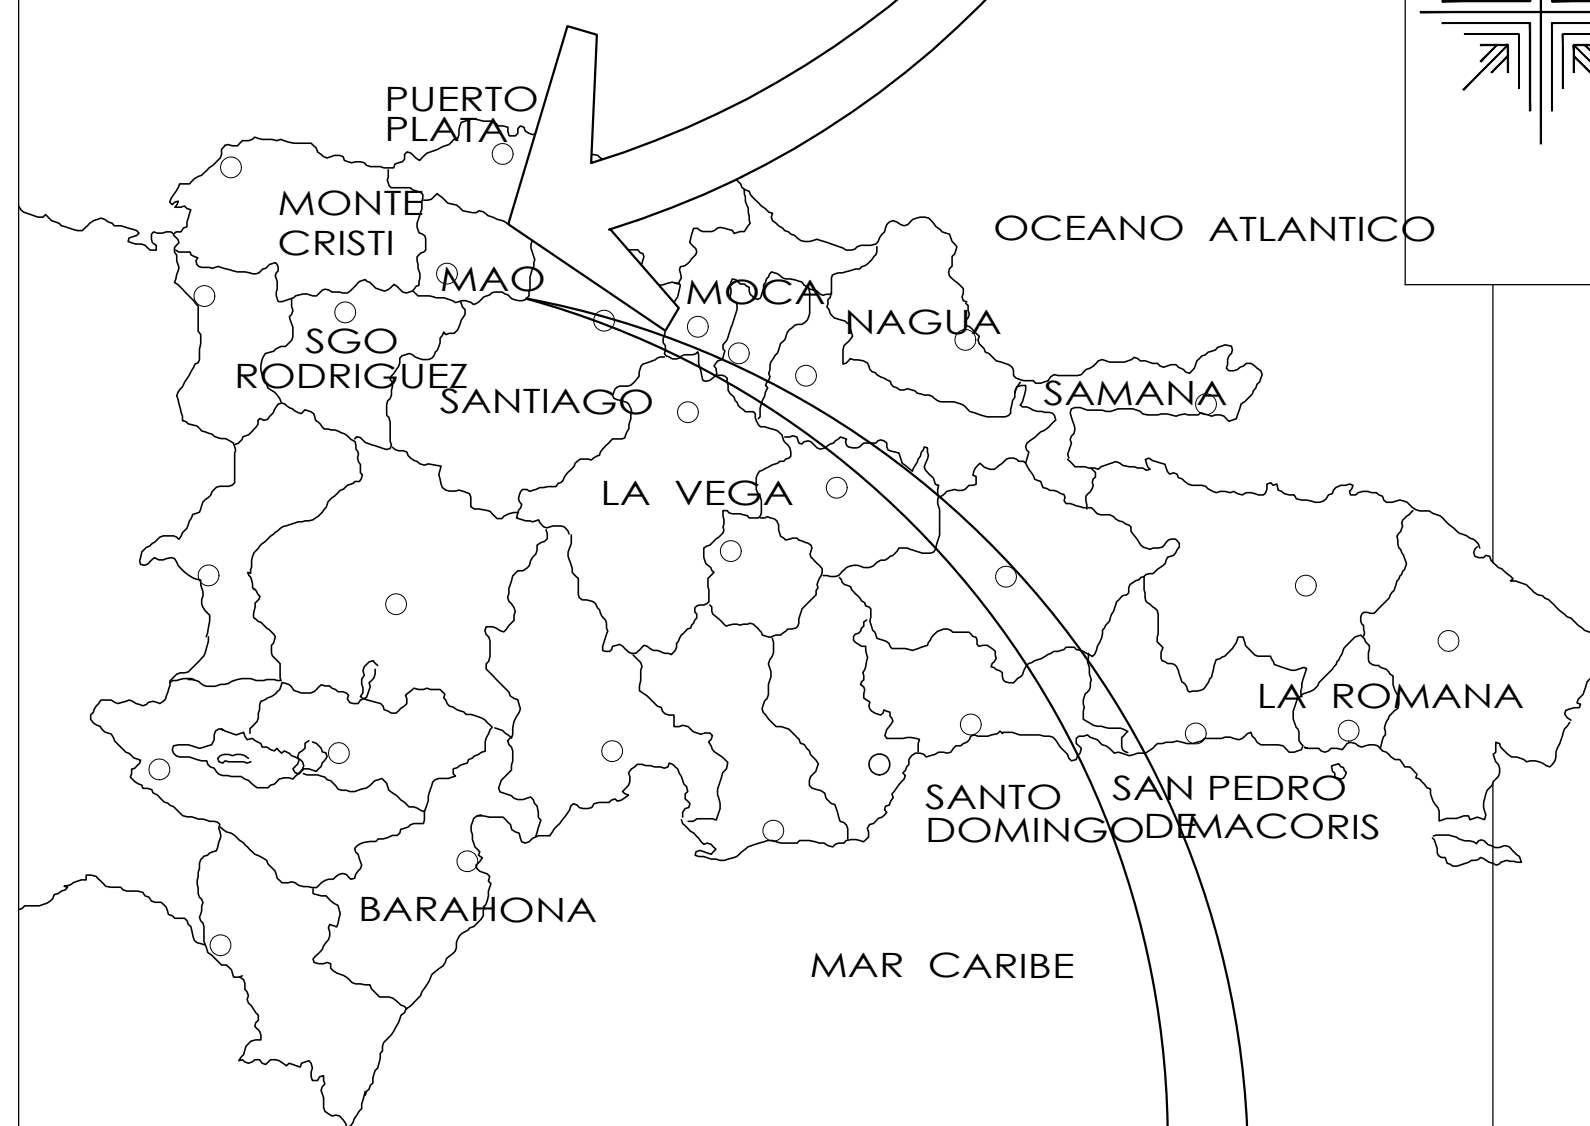 PUERTO
PLATA
MONTE
CRISTI
OCEANO ATLANTICO
MAO
MOCA
NAGUA
SGO
RODRIGUEZ
SANTIAGO
SAMANA
LA VEGA
LA ROMANA
SANTO
DOMINGO
SAN PEDRO
DE MACORIS
BARAHONA
MAR CARIBE